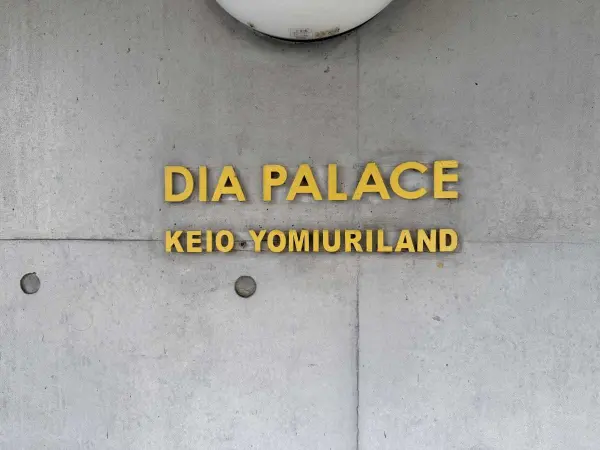 DIA PALACE
KEIO YOMIURILAND